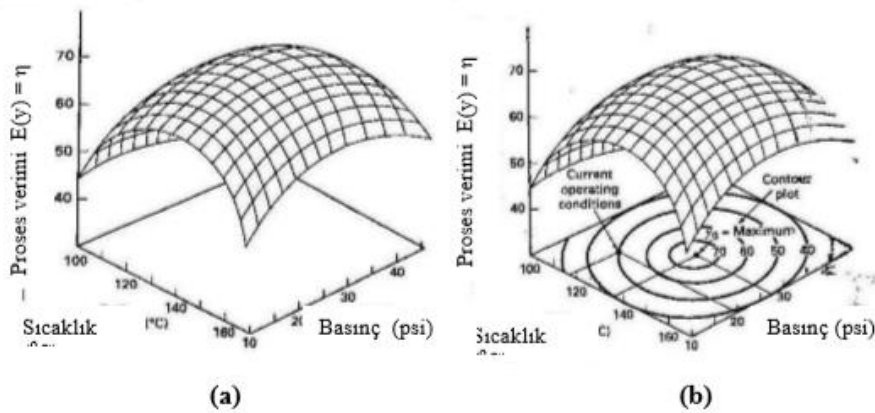 Proses verimi E(y) = η
70
60
50
40
100
120
140
160
(°C)
10
30
40
Sıcaklık
Basınç (psi)
(a)
Proses verimi E(y) = η
70
60
50
40
Current
operating
conditions
Contour
plot
= Maximum
70 60 50 40
100
120
140
160
C)
10
20
30
Sıcaklık
Basınç (psi)
(b)